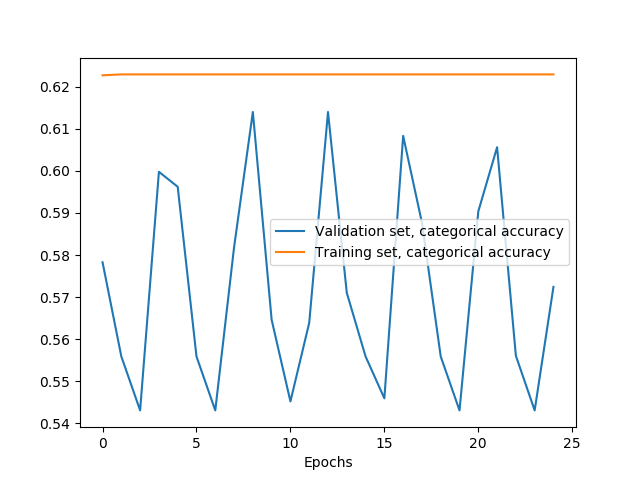 0.62
0.61
0.60
0.59
0.58
0.57
0.56
0.55
0.54
Validation set, categorical accuracy
Training set, categorical accuracy
0 5 10 15 20 25
Epochs